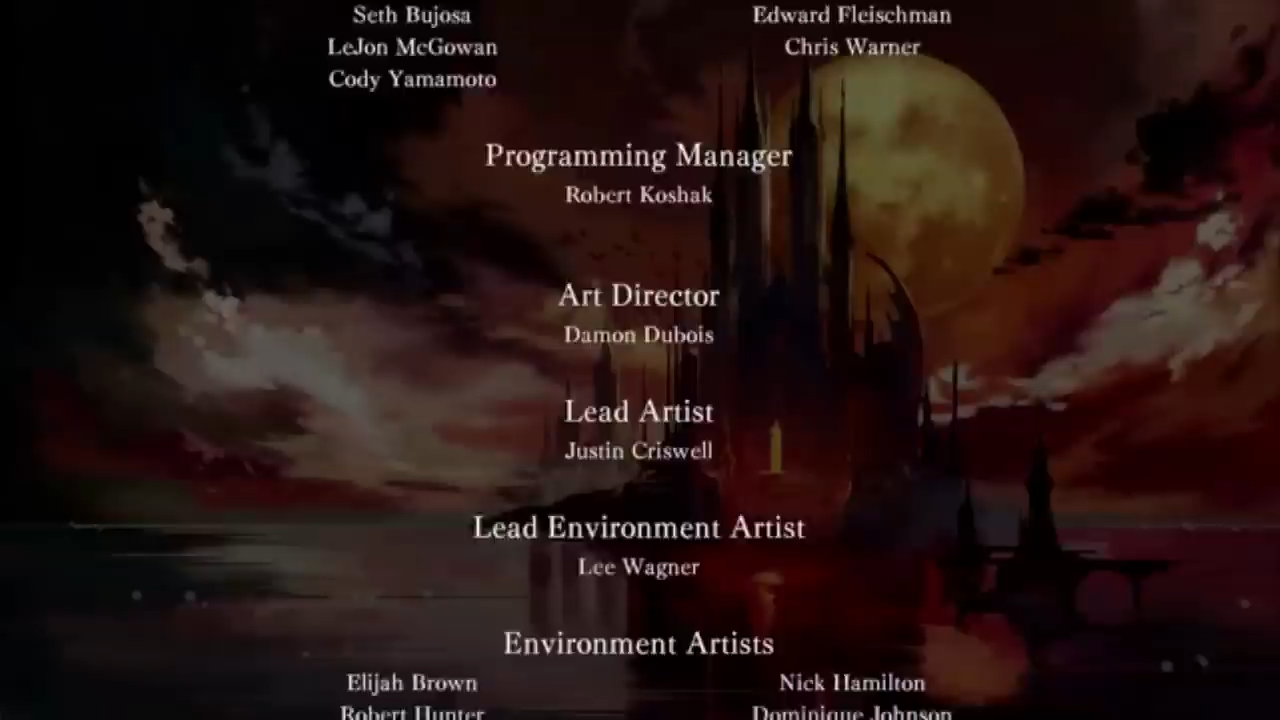 Seth Bujosa Edward Fleischman
LeJon McGowan Chris Warner
Cody Yamamoto
Programming Manager
Robert Koshak
Art Director
Damon Dubois
Lead Artist
Justin Criswell
Lead Environment Artist
Lee Wagner
Environment Artists
Elijah Brown Nick Hamilton
Robert Hunter Dominique Johnson